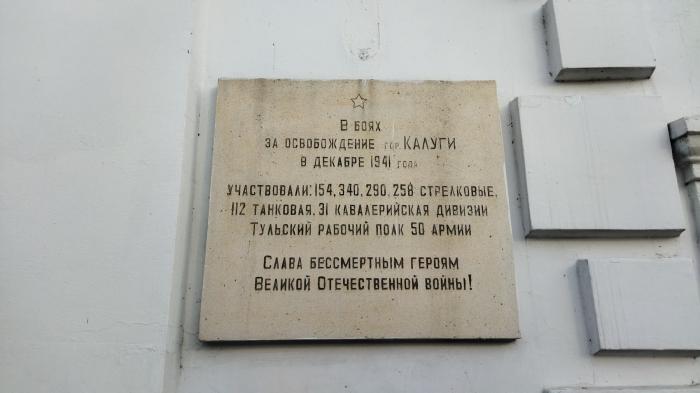 В БОЯХ
ЗА ОСВОБОЖДЕНИЕ ГОР. КАЛУГИ
В ДЕКАБРЕ 1941 ГОДА
УЧАСТВОВАЛИ: 154, 340, 290, 258 СТРЕЛКОВЫЕ,
112 ТАНКОВАЯ, 31 КАВАЛЕРИЙСКАЯ ДИВИЗИИ
ТУЛЬСКИЙ РАБОЧИЙ ПОЛК 50 АРМИИ
СЛАВА БЕССМЕРТНЫМ ГЕРОЯМ
ВЕЛИКОЙ ОТЕЧЕСТВЕННОЙ ВОЙНЫ!